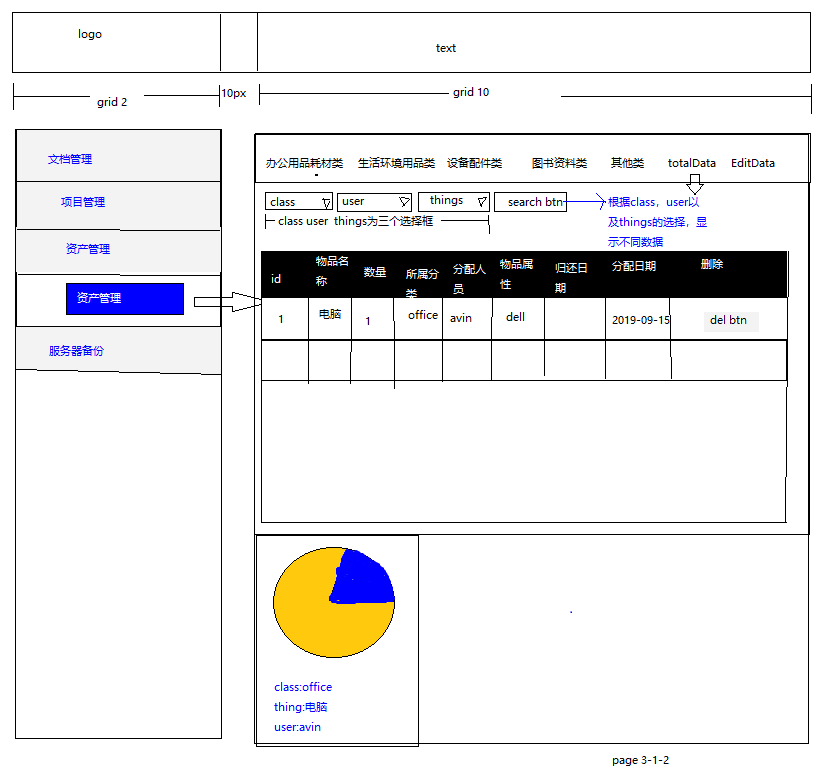 logo
text
grid 2
10px
grid 10
文档管理
项目管理
资产管理
资产管理
服务器备份
办公用品耗材类 生活环境用品类 设备配件类 图书资料类 其他类 totalData EditData
class user things search btn
根据class，user以
及things的选择，显
示不同数据
class user things为三个选择框
id 物品名称 数量 所属分类 分配人员 物品属性 归还日期 分配日期 删除
1 电脑 1 office avin dell 2019-09-15 del btn
class:office
thing:电脑
user:avin
page 3-1-2